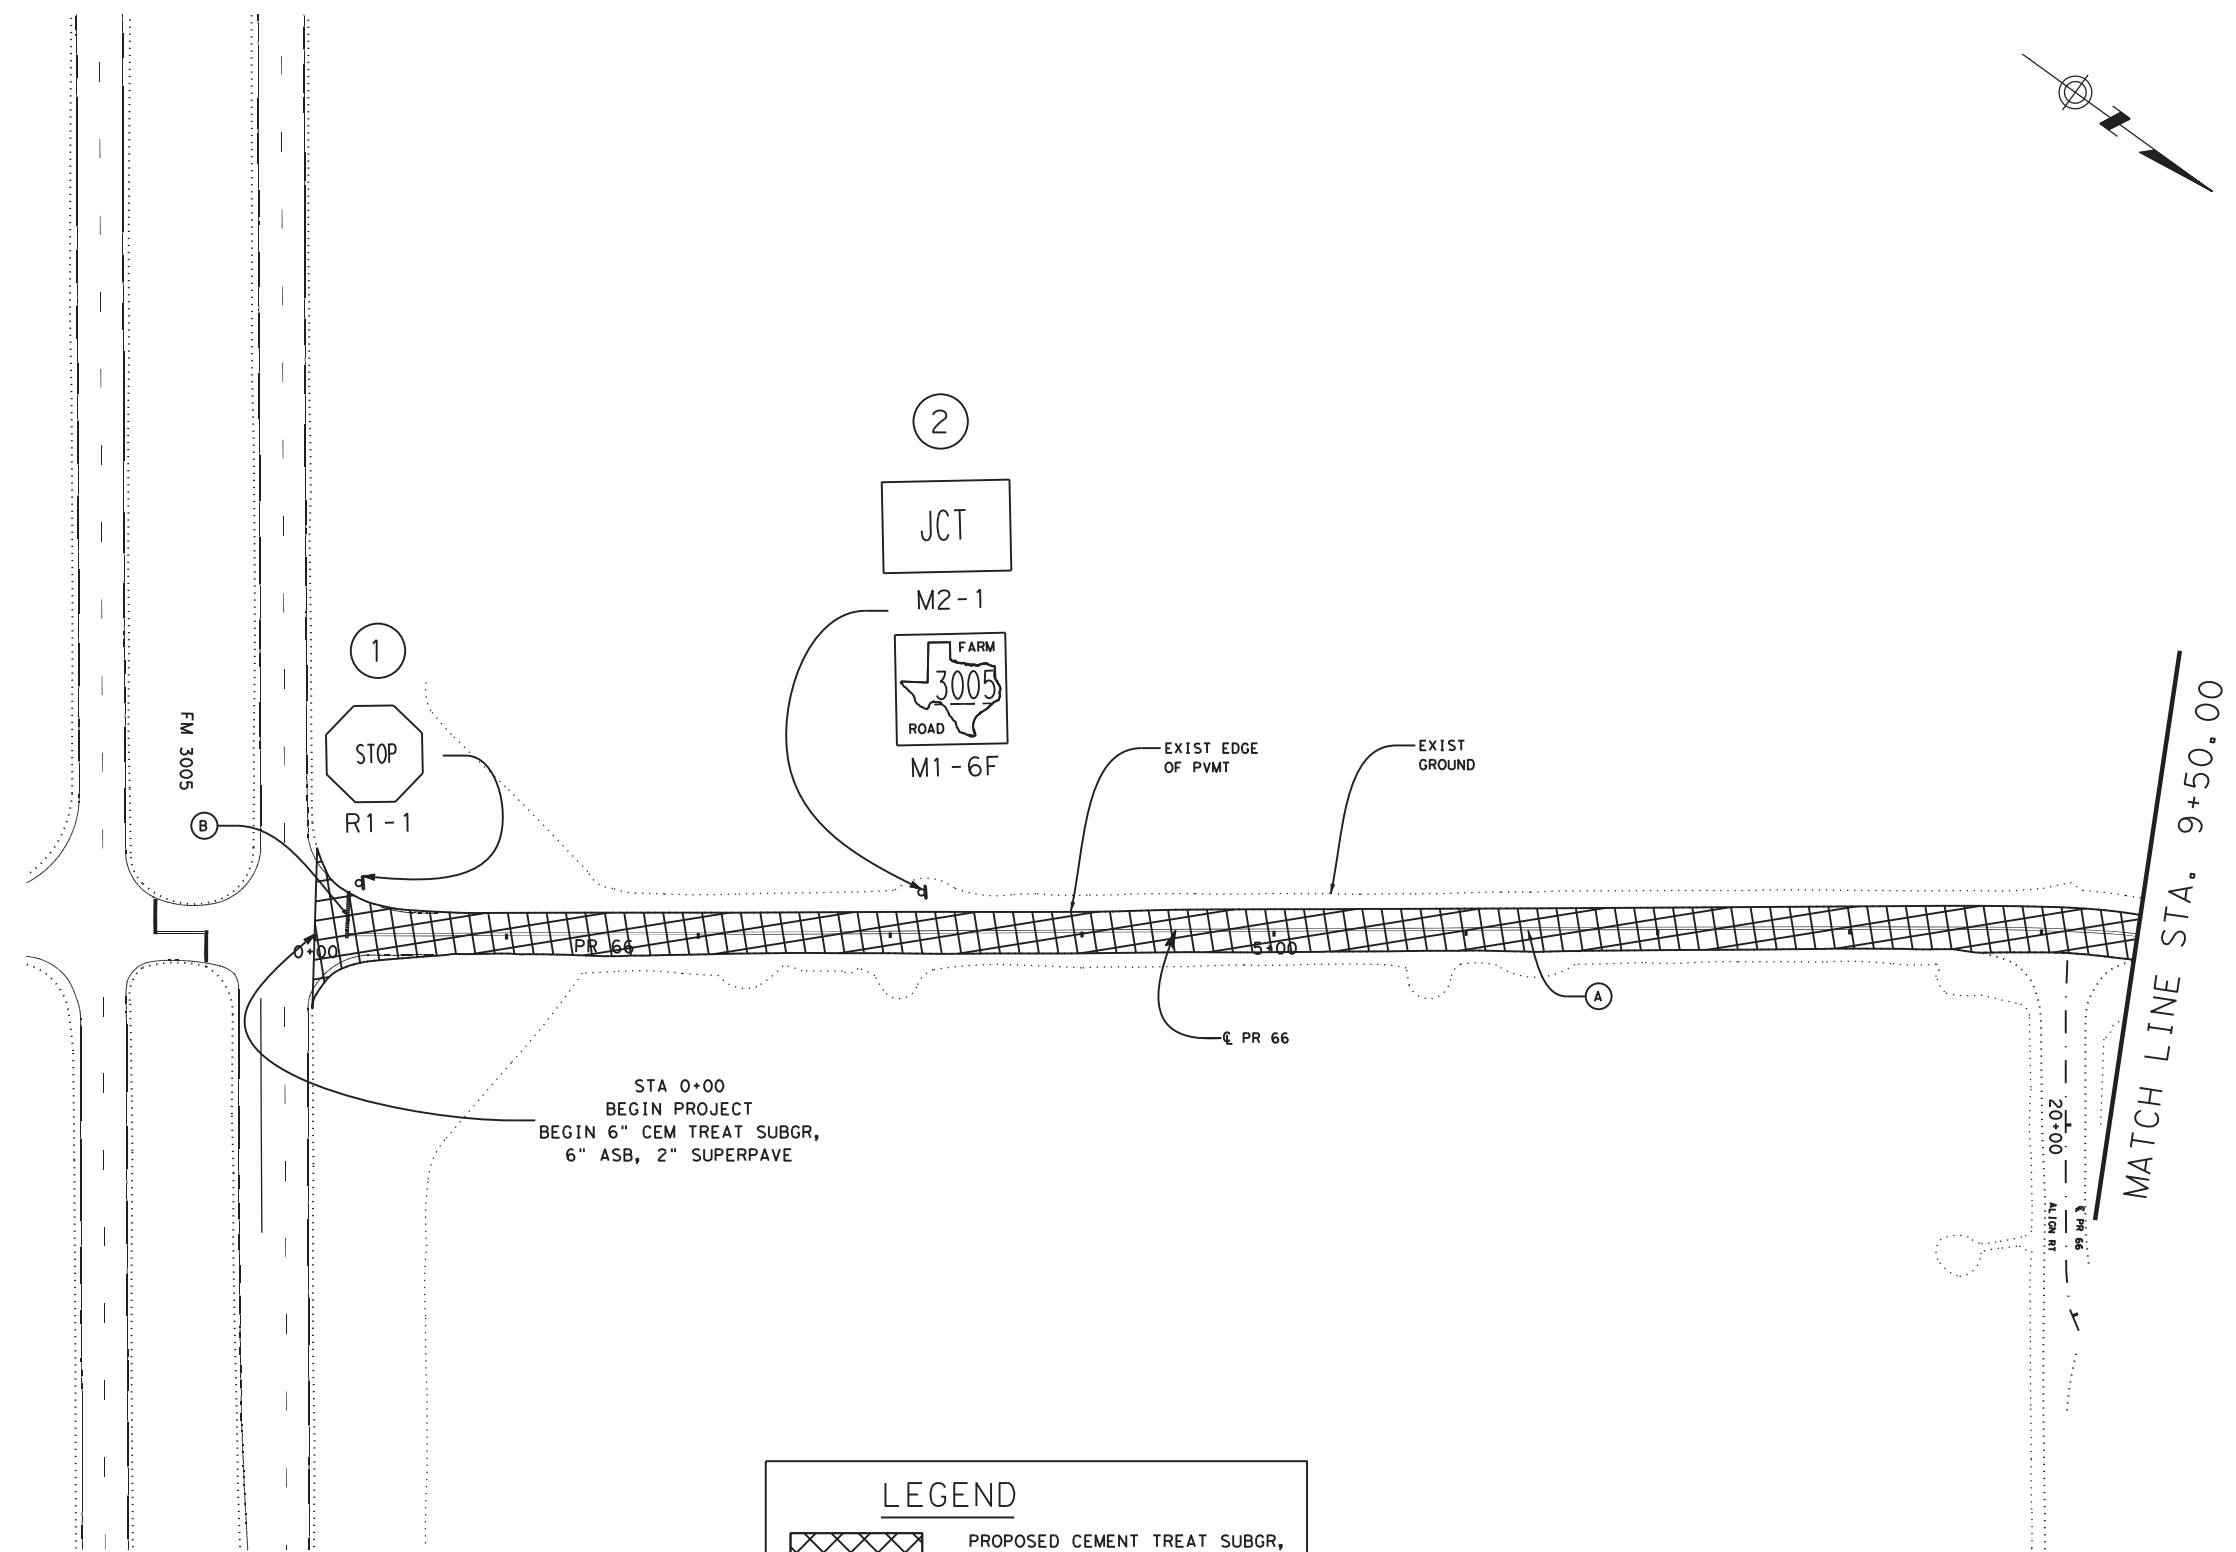 2
JCT
M2-1
FARM
3005
ROAD
M1-6F
1
STOP
R1-1
FM 3005
B
EXIST EDGE
OF PVMT
EXIST
GROUND
MATCH LINE STA. 9+50.00
0+00
PR 66
5+00
A
℄ PR 66
STA 0+00
BEGIN PROJECT
BEGIN 6" CEM TREAT SUBGR,
6" ASB, 2" SUPERPAVE
20+00
℄ PR 66
ALIGN RT
LEGEND
PROPOSED CEMENT TREAT SUBGR,